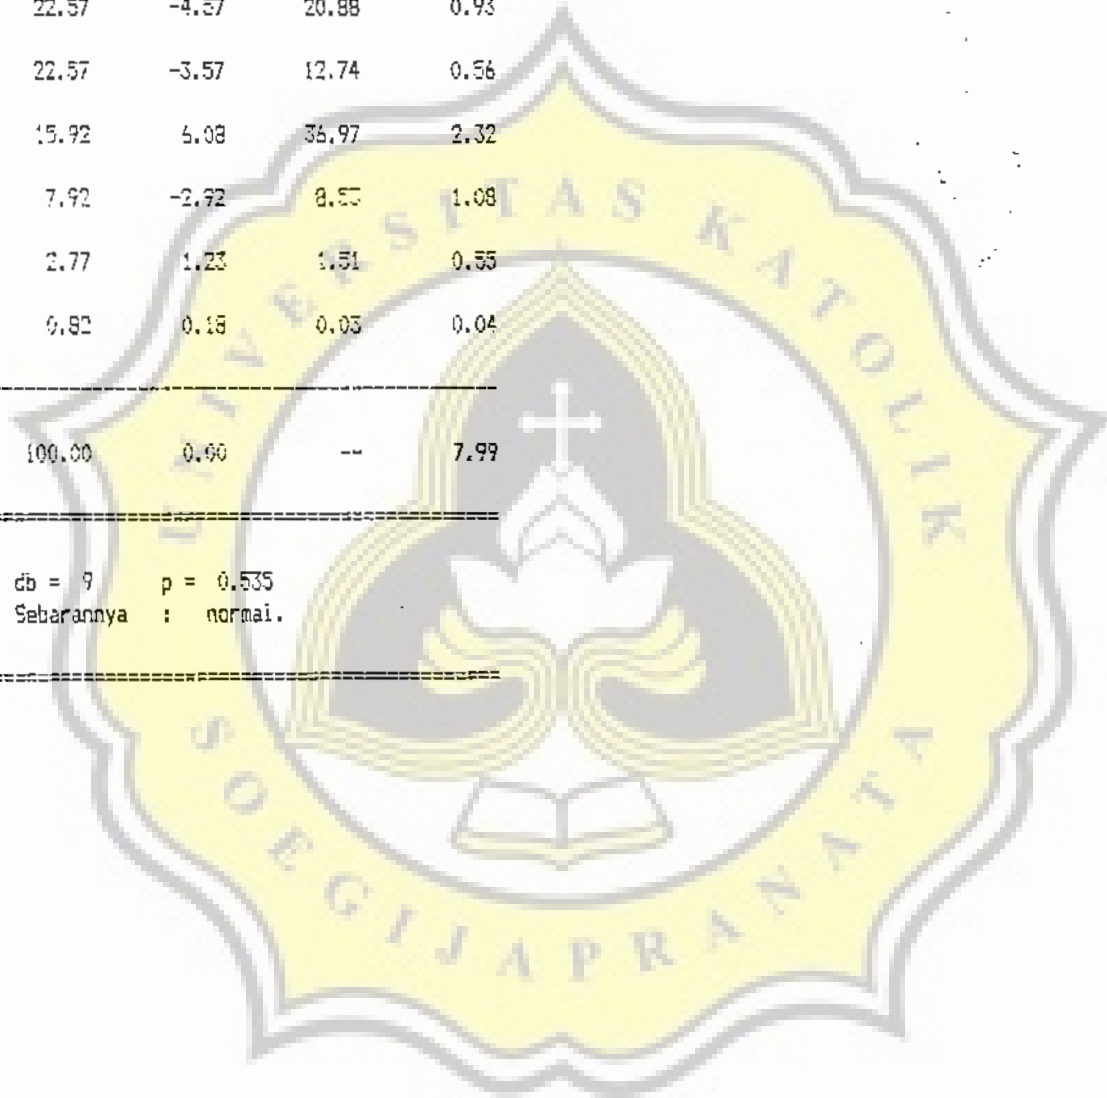 22.57 -4.57 20.88 0.93
22.57 -3.57 12.74 0.56
15.92 6.08 36.97 2.32
7.92 -2.92 8.53 1.08
2.77 1.23 1.51 0.55
0.82 0.18 0.03 0.04
100.00 0.00 -- 7.99
db = 9 p = 0.535
Sebarannya : normal.
UNIVERSITAS KATOLIK
SOEGIJAPRANATA